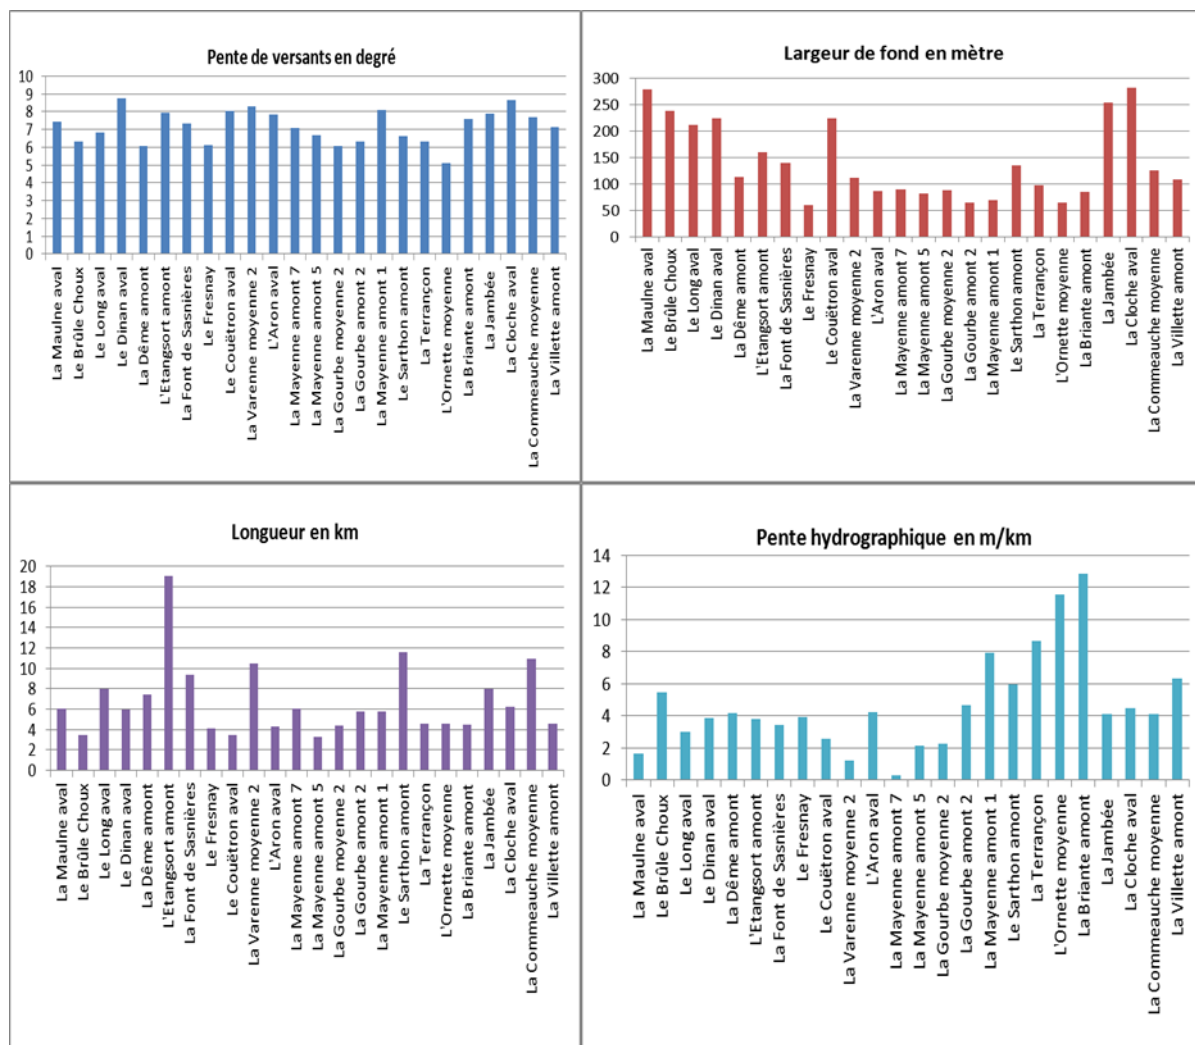 Pente de versants en degré
10
9
8
7
6
5
4
3
2
1
0
La Maulne aval
Le Brûle Choux
Le Long aval
Le Dinan aval
La Dême amont
L'Etangsort amont
La Font de Sasnières
Le Fresnay
Le Couëtron aval
La Varenne moyenne 2
L'Aron aval
La Mayenne amont 7
La Mayenne amont 5
La Gourbe moyenne 2
La Gourbe amont 2
La Mayenne amont 1
Le Sarthon amont
La Terrançon
L'Ornette moyenne
La Briante amont
La Jambée
La Cloche aval
La Commeauche moyenne
La Villette amont
Largeur de fond en mètre
300
250
200
150
100
50
0
La Maulne aval
Le Brûle Choux
Le Long aval
Le Dinan aval
La Dême amont
L'Etangsort amont
La Font de Sasnières
Le Fresnay
Le Couëtron aval
La Varenne moyenne 2
L'Aron aval
La Mayenne amont 7
La Mayenne amont 5
La Gourbe moyenne 2
La Gourbe amont 2
La Mayenne amont 1
Le Sarthon amont
La Terrançon
L'Ornette moyenne
La Briante amont
La Jambée
La Cloche aval
La Commeauche moyenne
La Villette amont
Longueur en km
20
18
16
14
12
10
8
6
4
2
0
La Maulne aval
Le Brûle Choux
Le Long aval
Le Dinan aval
La Dême amont
L'Etangsort amont
La Font de Sasnières
Le Fresnay
Le Couëtron aval
La Varenne moyenne 2
L'Aron aval
La Mayenne amont 7
La Mayenne amont 5
La Gourbe moyenne 2
La Gourbe amont 2
La Mayenne amont 1
Le Sarthon amont
La Terrançon
L'Ornette moyenne
La Briante amont
La Jambée
La Cloche aval
La Commeauche moyenne
La Villette amont
Pente hydrographique en m/km
14
12
10
8
6
4
2
0
La Maulne aval
Le Brûle Choux
Le Long aval
Le Dinan aval
La Dême amont
L'Etangsort amont
La Font de Sasnières
Le Fresnay
Le Couëtron aval
La Varenne moyenne 2
L'Aron aval
La Mayenne amont 7
La Mayenne amont 5
La Gourbe moyenne 2
La Gourbe amont 2
La Mayenne amont 1
Le Sarthon amont
La Terrançon
L'Ornette moyenne
La Briante amont
La Jambée
La Cloche aval
La Commeauche moyenne
La Villette amont